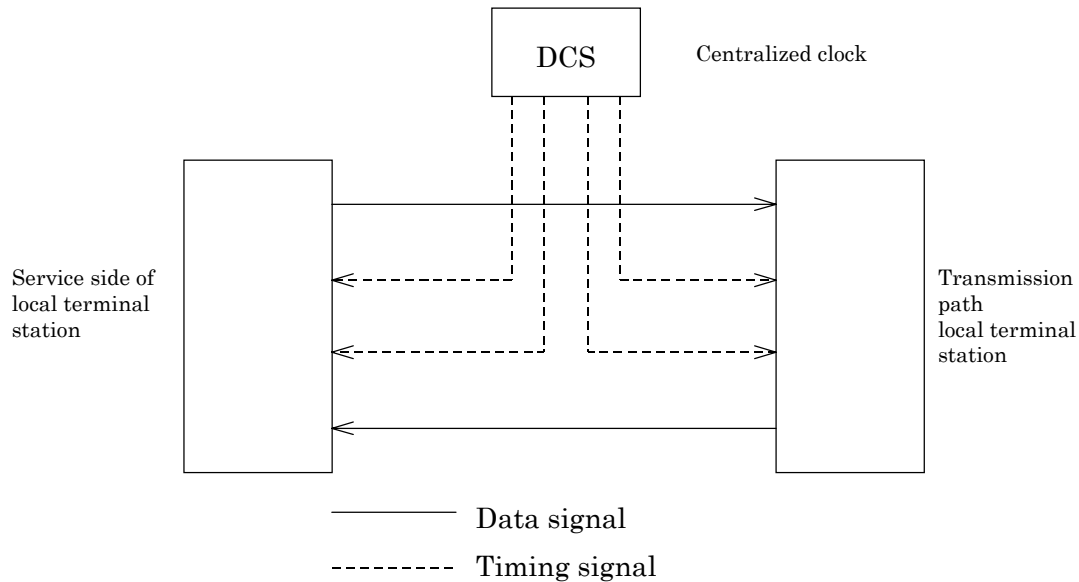 DCS
Centralized clock
Service side of
local terminal
station
Transmission
path
local terminal
station
Data signal
Timing signal